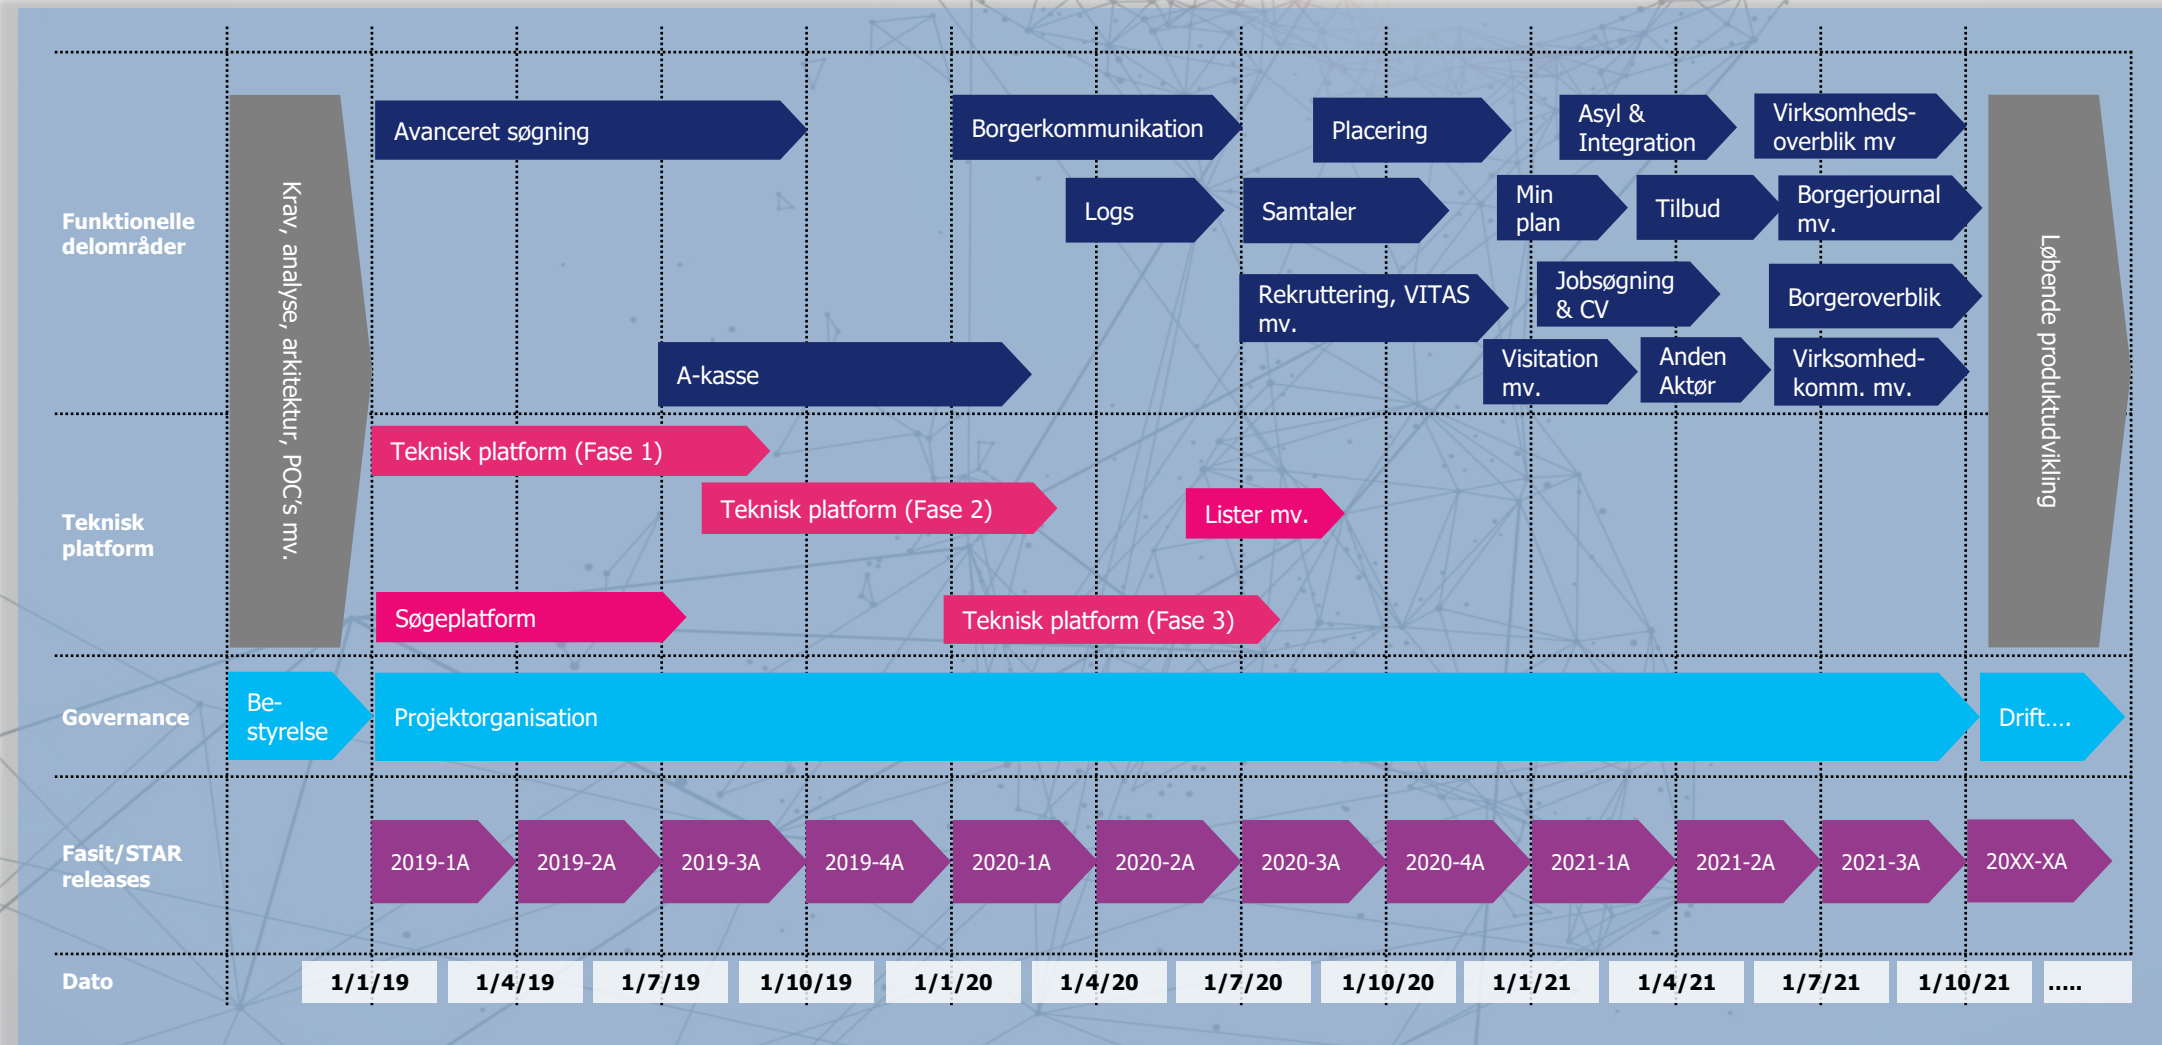 Funktionelle
delområder
Krav, analyse, arkitektur, POC's mv.
Avanceret søgning
Borgerkommunikation
Placering
Asyl &
Integration
Virksomheds-
overblik mv
Logs
Samtaler
Min
plan
Tilbud
Borgerjournal
mv.
Rekruttering, VITAS
mv.
Jobsøgning
& CV
Borgeroverblik
A-kasse
Visitation
mv.
Anden
Aktør
Virksomhed-
komm. mv.
Løbende produktudvikling
Teknisk
platform
Teknisk platform (Fase 1)
Teknisk platform (Fase 2)
Lister mv.
Søgeplatform
Teknisk platform (Fase 3)
Governance
Be-
styrelse
Projektorganisation
Drift....
Fasit/STAR
releases
2019-1A
2019-2A
2019-3A
2019-4A
2020-1A
2020-2A
2020-3A
2020-4A
2021-1A
2021-2A
2021-3A
20XX-XA
Dato
1/1/19
1/4/19
1/7/19
1/10/19
1/1/20
1/4/20
1/7/20
1/10/20
1/1/21
1/4/21
1/7/21
1/10/21
.....